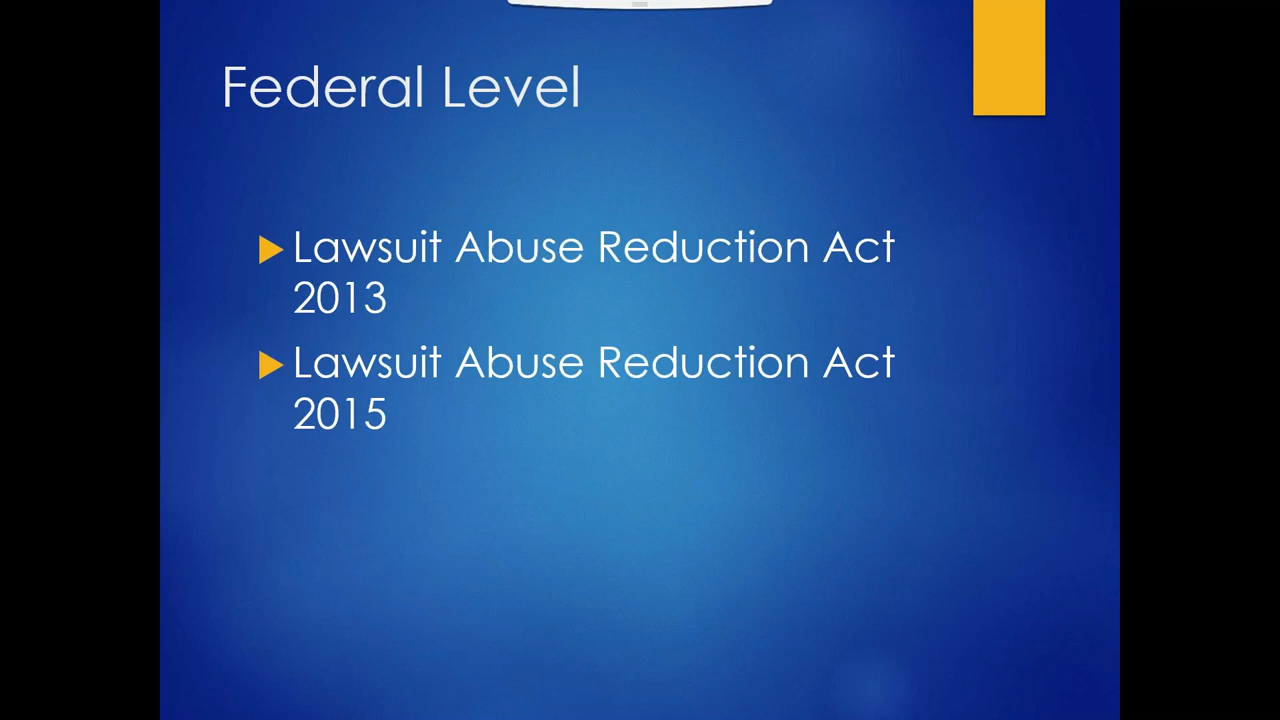 Federal Level
Lawsuit Abuse Reduction Act
2013
Lawsuit Abuse Reduction Act
2015